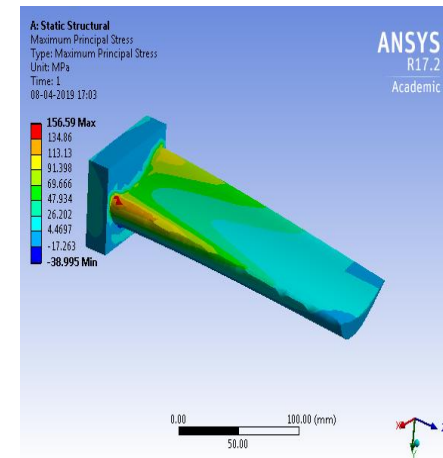 A: Static Structural
Maximum Principal Stress
Type: Maximum Principal Stress
Unit: MPa
Time: 1
08-04-2019 17:03
ANSYS
R17.2
Academic
156.59 Max
134.86
113.13
91.398
69.666
47.934
26.202
4.4697
-17.263
-38.995 Min
0.00
100.00 (mm)
50.00
X